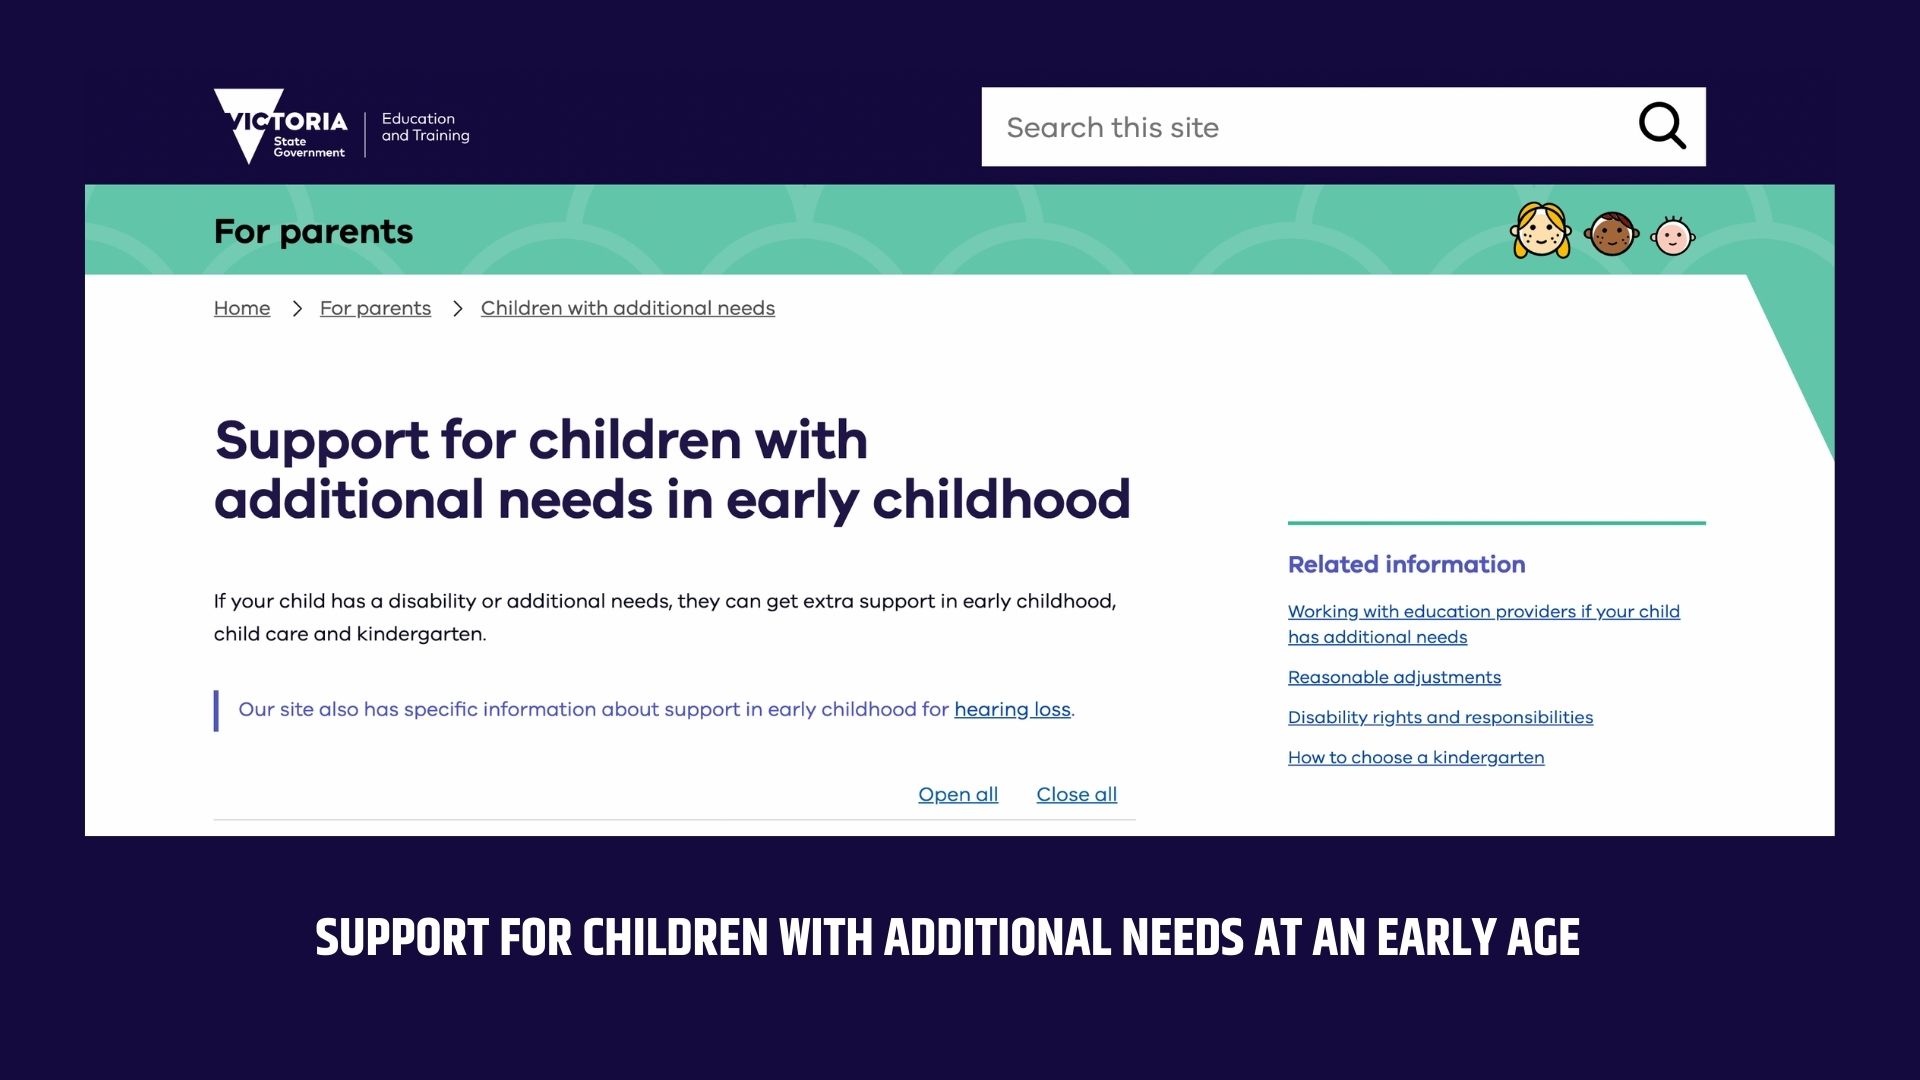 VICTORIA
State
Government
Education
and Training
Search this site
For parents
Home > For parents > Children with additional needs
Support for children with
additional needs in early childhood
If your child has a disability or additional needs, they can get extra support in early childhood,
child care and kindergarten.
Our site also has specific information about support in early childhood for hearing loss.
Open all Close all
Related information
Working with education providers if your child
has additional needs
Reasonable adjustments
Disability rights and responsibilities
How to choose a kindergarten
SUPPORT FOR CHILDREN WITH ADDITIONAL NEEDS AT AN EARLY AGE